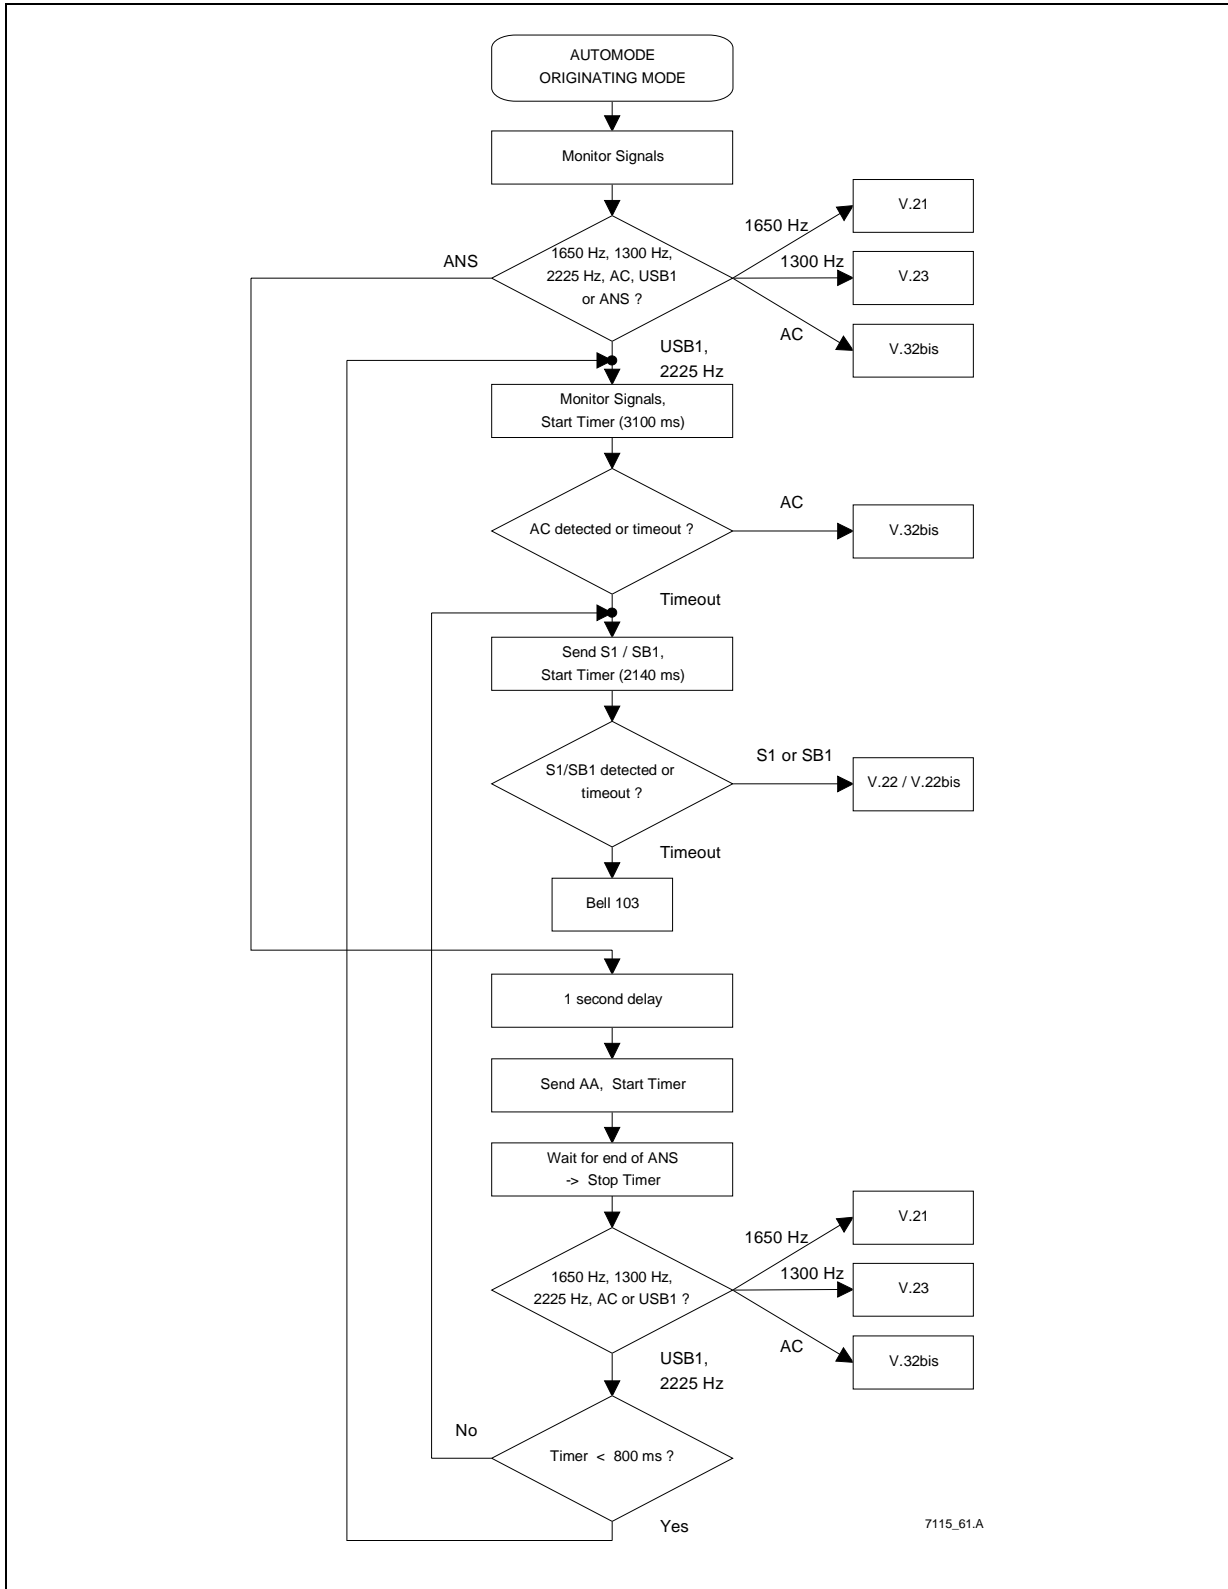 AUTOMODE
ORIGINATING MODE
Monitor Signals
V.21
1650 Hz
ANS
1650 Hz, 1300 Hz,
2225 Hz, AC, USB1
or ANS ?
1300 Hz
V.23
AC
V.32bis
USB1,
2225 Hz
Monitor Signals,
Start Timer (3100 ms)
AC
AC detected or timeout ?
V.32bis
Timeout
Send S1 / SB1,
Start Timer (2140 ms)
S1 or SB1
S1/SB1 detected or
timeout ?
V.22 / V.22bis
Timeout
Bell 103
1 second delay
Send AA, Start Timer
Wait for end of ANS
-> Stop Timer
V.21
1650 Hz
1650 Hz, 1300 Hz,
2225 Hz, AC or USB1 ?
1300 Hz
V.23
AC
V.32bis
USB1,
2225 Hz
No
Timer < 800 ms ?
Yes
7115_61.A